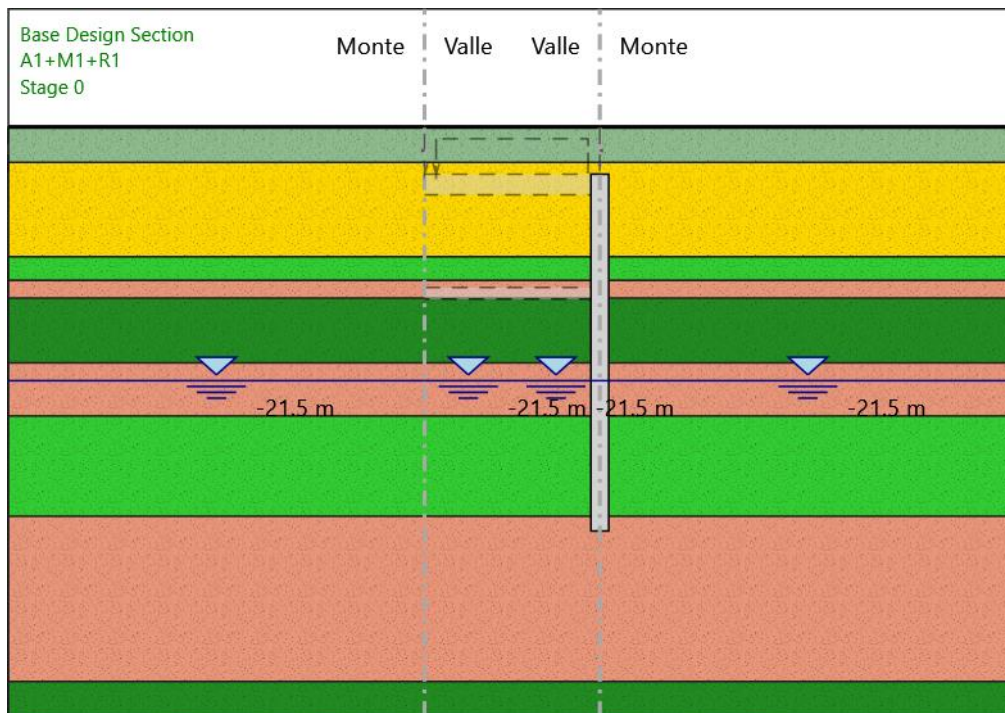 Base Design Section
A1+M1+R1
Stage 0
Monte Valle Valle Monte
-21.5 m -21.5 m -21.5 m -21.5 m